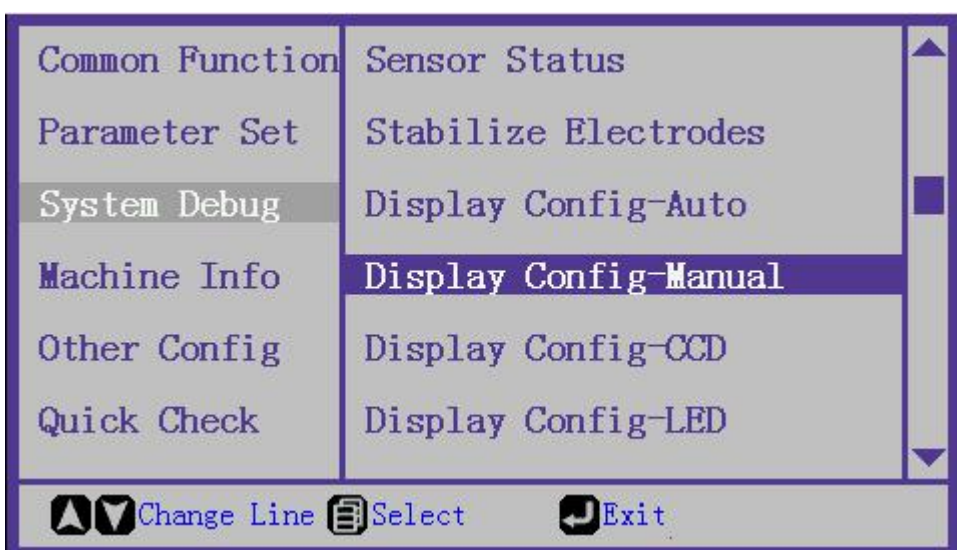 Common Function
Parameter Set
System Debug
Machine Info
Other Config
Quick Check
Sensor Status
Stabilize Electrodes
Display Config-Auto
Display Config-Manual
Display Config-CCD
Display Config-LED
Change Line Select Exit